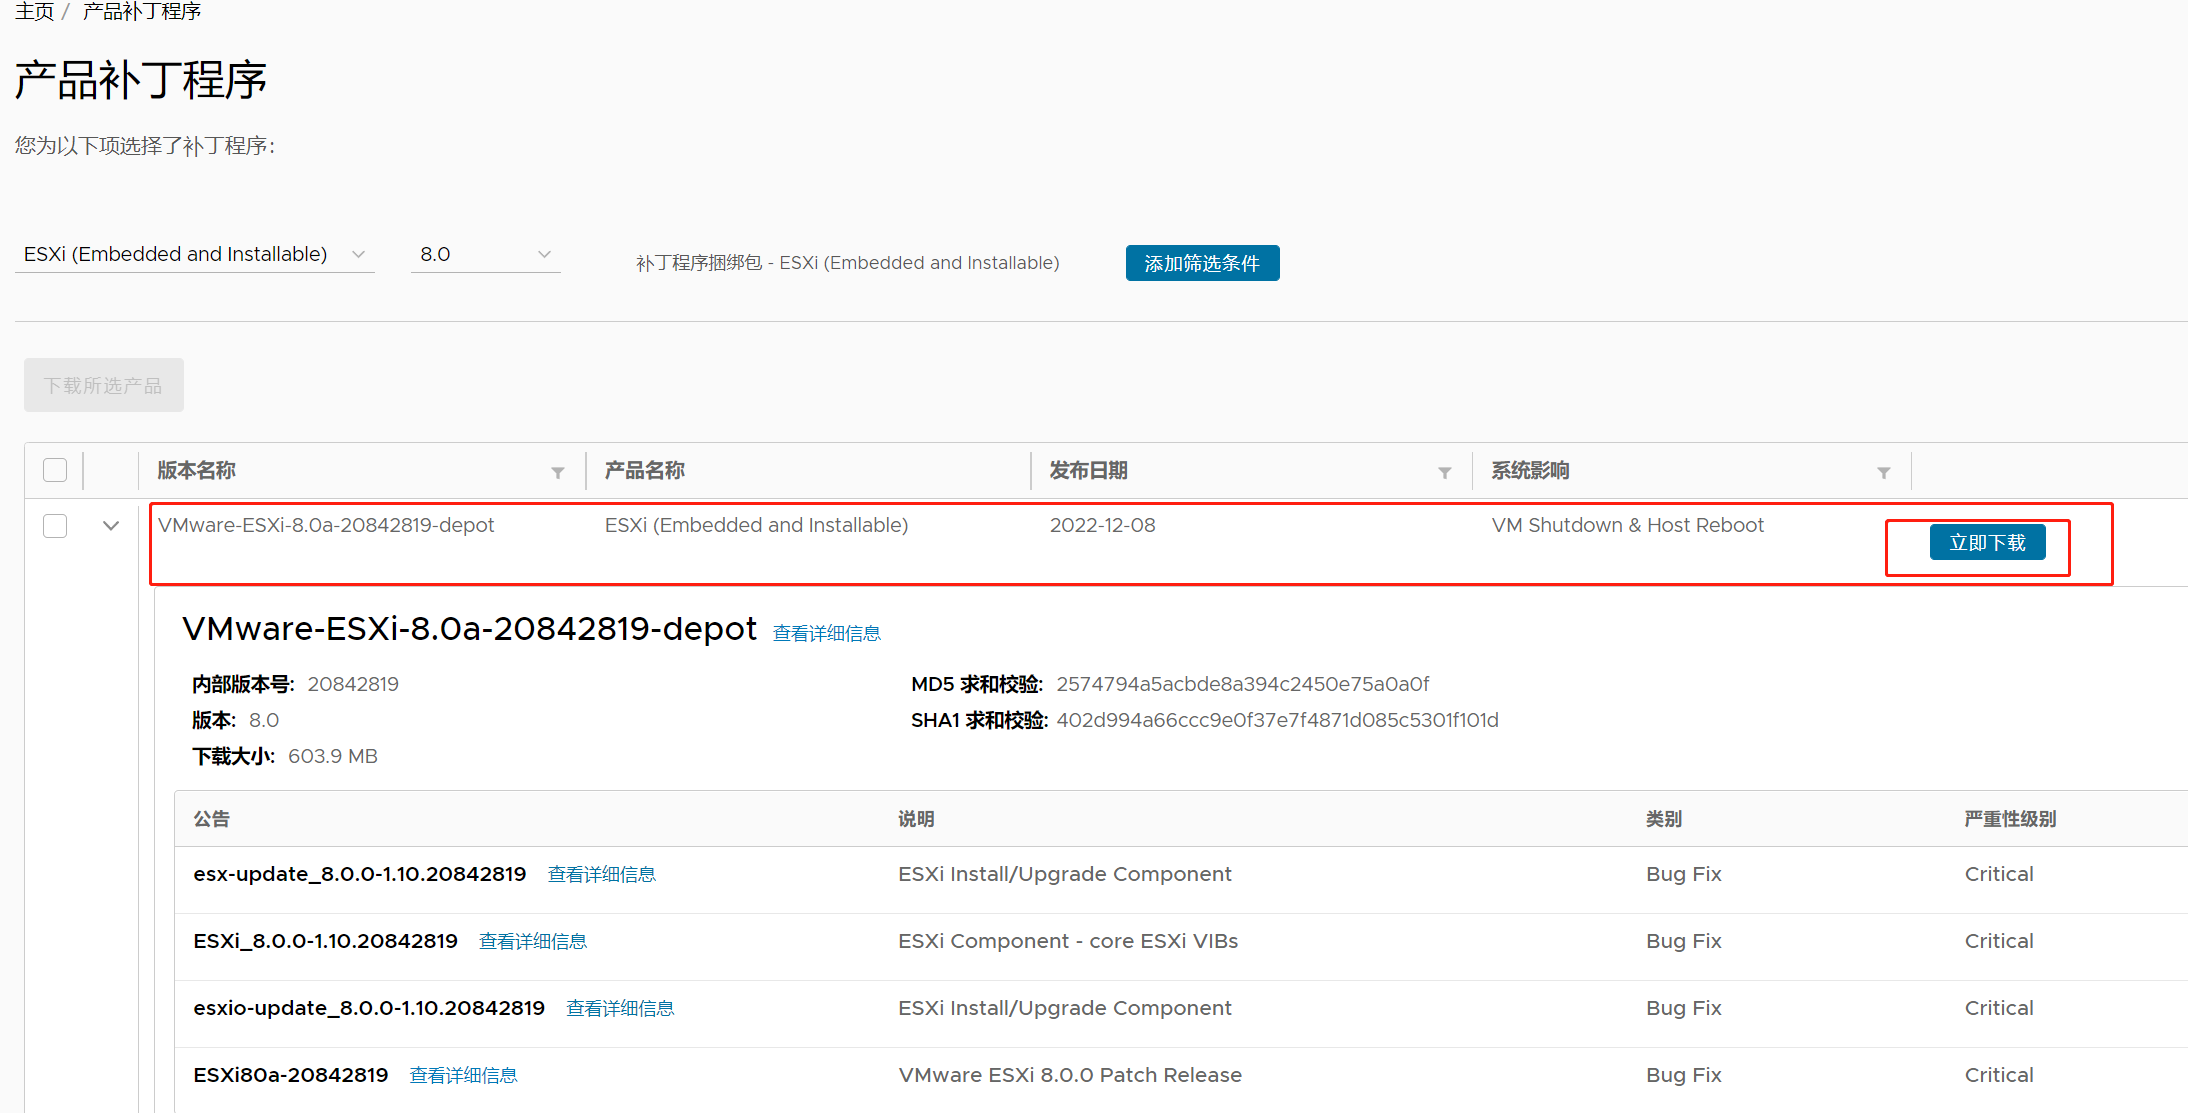 主页 / 产品补丁程序
产品补丁程序
您为以下项选择了补丁程序:
ESXi (Embedded and Installable) 8.0 补丁程序捆绑包 - ESXi (Embedded and Installable) 添加筛选条件
下载所选产品
版本名称 产品名称 发布日期 系统影响
VMware-ESXi-8.0a-20842819-depot ESXi (Embedded and Installable) 2022-12-08 VM Shutdown & Host Reboot 立即下载
VMware-ESXi-8.0a-20842819-depot 查看详细信息
内部版本号: 20842819 MD5 求和校验: 2574794a5acbde8a394c2450e75a0a0f
版本: 8.0 SHA1 求和校验: 402d994a66ccc9e0f37e7f4871d085c5301f101d
下载大小: 603.9 MB
公告 说明 类别 严重性级别
esx-update_8.0.0-1.10.20842819 查看详细信息 ESXi Install/Upgrade Component Bug Fix Critical
ESXi_8.0.0-1.10.20842819 查看详细信息 ESXi Component - core ESXi VIBs Bug Fix Critical
esxio-update_8.0.0-1.10.20842819 查看详细信息 ESXi Install/Upgrade Component Bug Fix Critical
ESXi80a-20842819 查看详细信息 VMware ESXi 8.0.0 Patch Release Bug Fix Critical